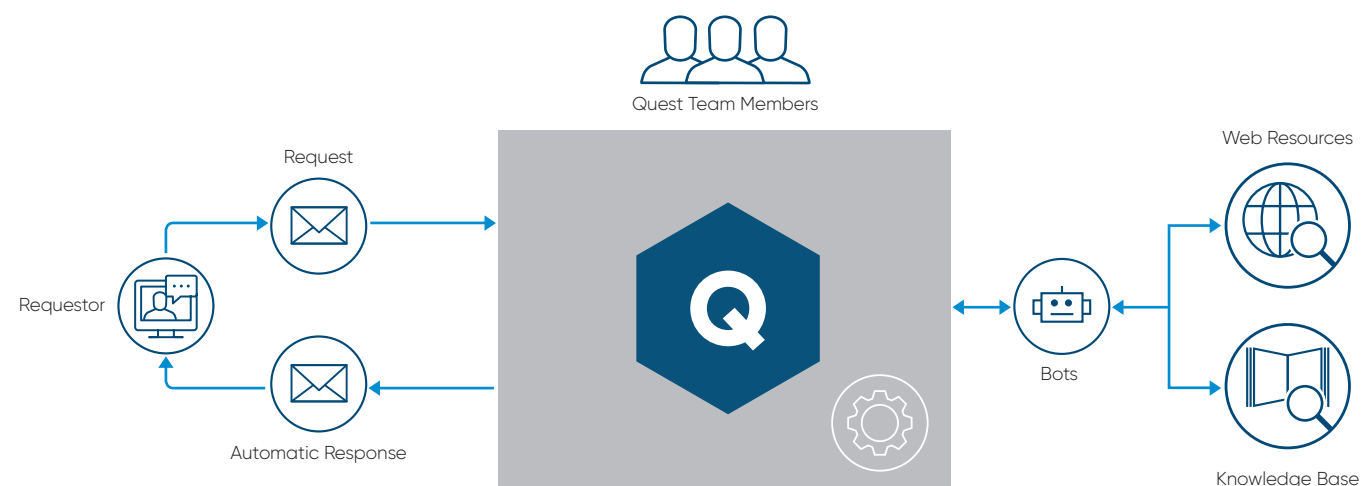 Quest Team Members
Web Resources
Request
Q
Requestor
Bots
Automatic Response
Knowledge Base